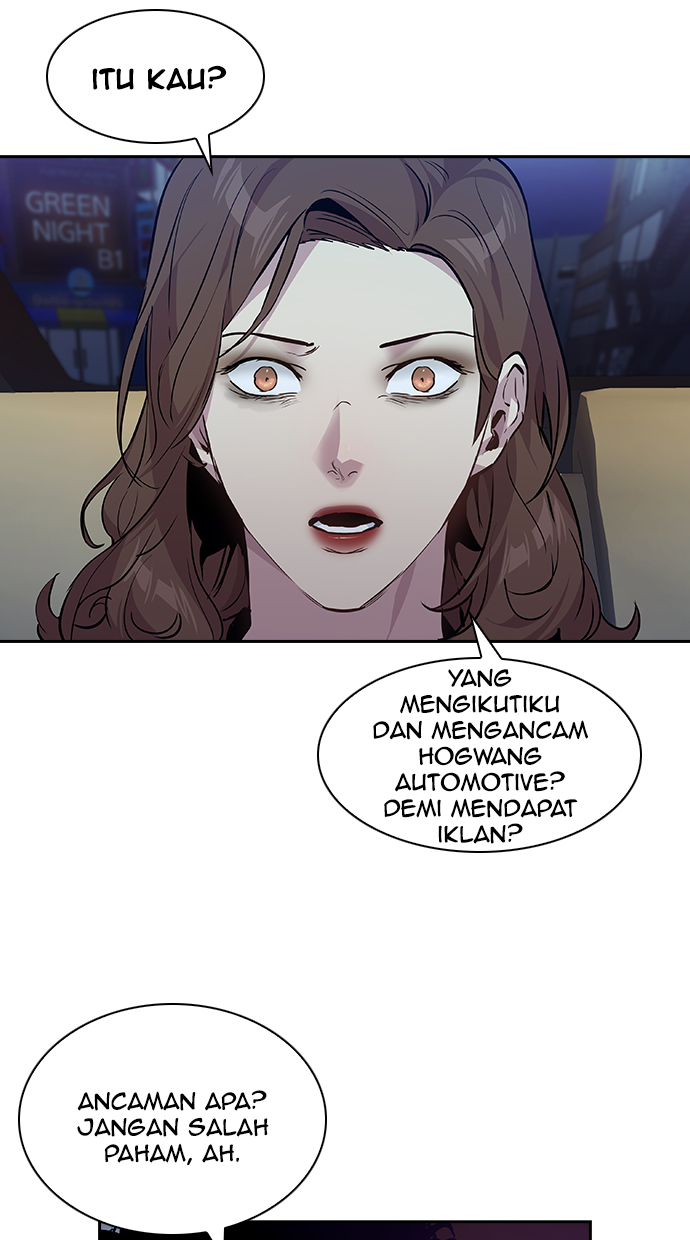 ITU KAU?
GREEN
NIGHT
B1
YANG
MENGIKUTIKU
DAN MENGANCAM
HOGWANG
AUTOMOTIVE?
DEMI MENDAPAT
IKLAN?
ANCAMAN APA?
JANGAN SALAH
PAHAM, AH.